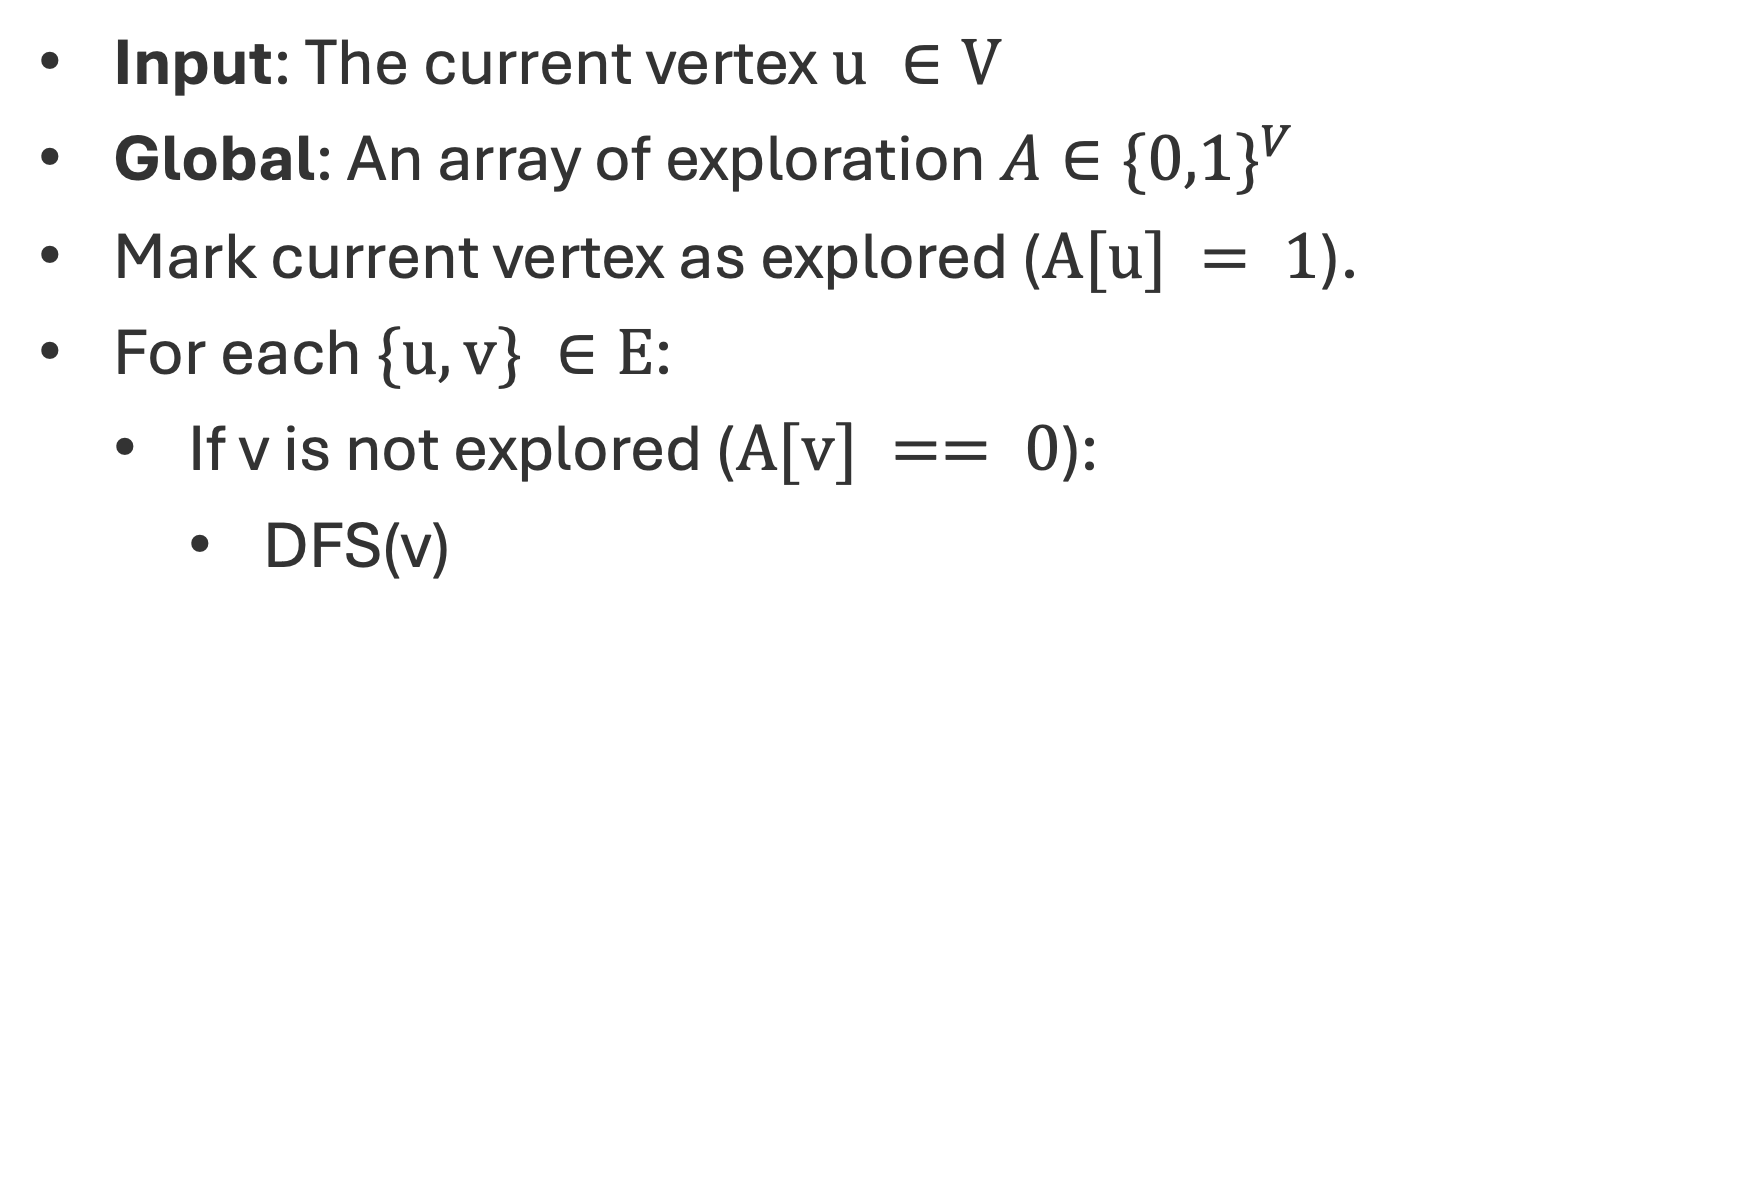 • Input: The current vertex u ∈ V
• Global: An array of exploration A ∈ {0,1}^V
• Mark current vertex as explored (A[u] = 1).
• For each {u, v} ∈ E:
• If v is not explored (A[v] == 0):
• DFS(v)